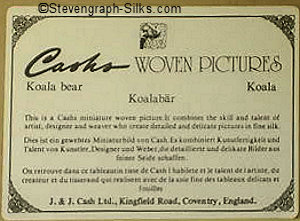 ©Stevengraph-Silks.com
Cash's WOVEN PICTURES
Koala bear Koala
Koalabär
This is a Cash's miniature woven picture. It combines the skill and talent of
artist, designer and weaver who create detailed and delicate pictures in fine silk.
Dies ist ein gewebtes Miniaturbild von Cash. Es kombiniert Kunstfertigkeit und
Talent von Künstler, Designer und Weber, die detaillierte und delikate Bilder aus
feiner Seide schaffen.
On retrouve dans ce tableautin tissé de Cash l'habileté et le talent de l'artiste, du
créateur et du tisserand qui réalisent avec de la soie fine des tableaux délicats et
fouillés
J. & J. Cash Ltd., Kingfield Road, Coventry, England.